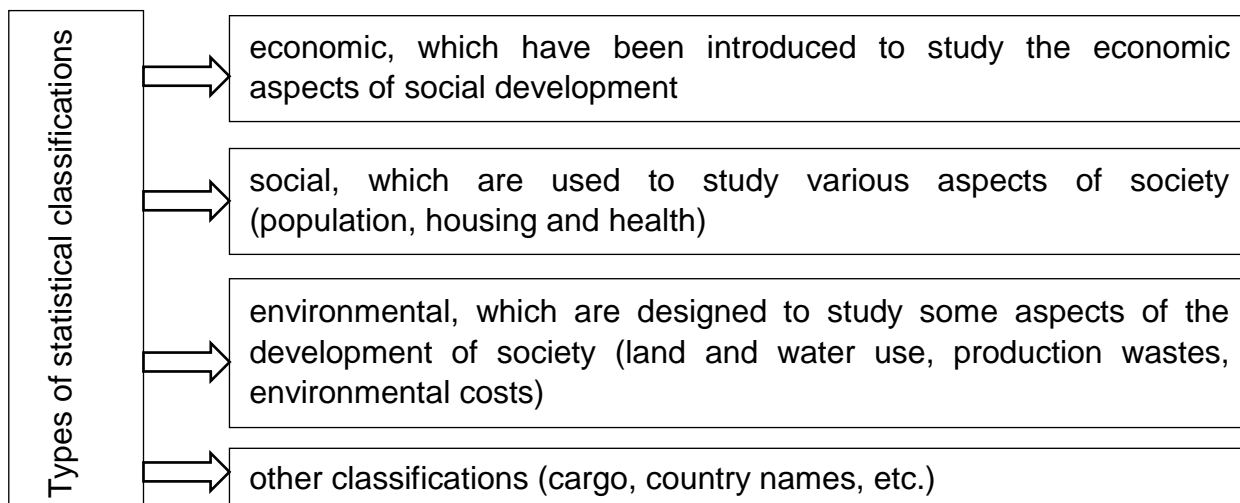 Types of statistical classifications
economic, which have been introduced to study the economic
aspects of social development
social, which are used to study various aspects of society
(population, housing and health)
environmental, which are designed to study some aspects of the
development of society (land and water use, production wastes,
environmental costs)
other classifications (cargo, country names, etc.)